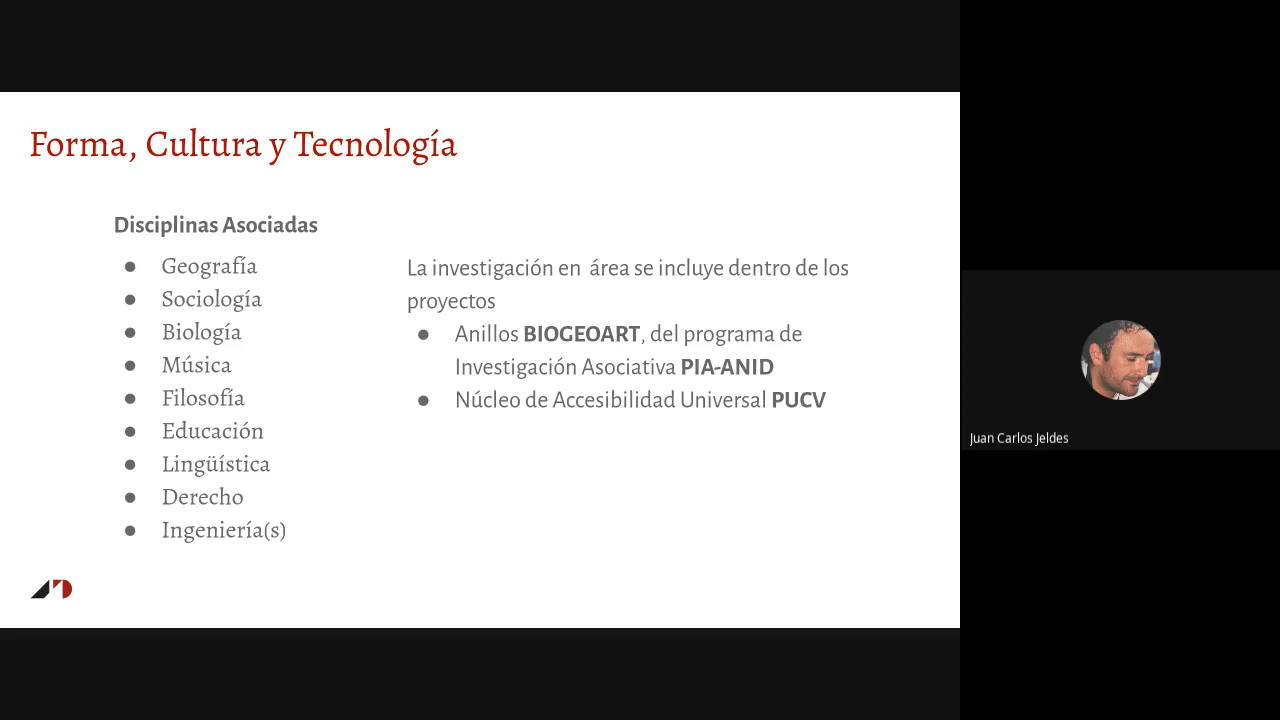 Forma, Cultura y Tecnología
Disciplinas Asociadas
● Geografía
● Sociología
● Biología
● Música
● Filosofía
● Educación
● Lingüística
● Derecho
● Ingeniería(s)
La investigación en área se incluye dentro de los
proyectos
● Anillos BIOGEOART, del programa de
Investigación Asociativa PIA-ANID
● Núcleo de Accesibilidad Universal PUCV
Juan Carlos Jeldes